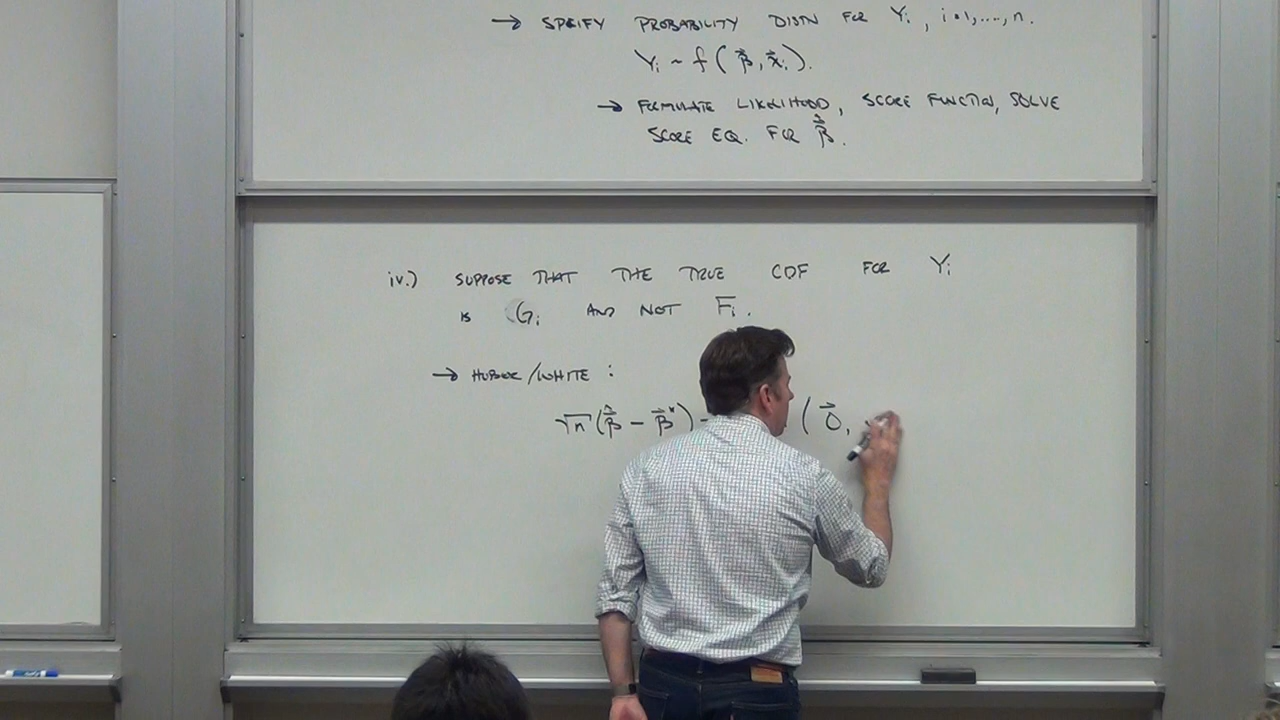 → SPECIFY PROBABILITY DISTN FOR Yᵢ, i=1,...,n.
Yᵢ ~ f(β⃗, x⃗ᵢ).
→ FORMULATE LIKELIHOOD, SCORE FUNCTION, SOLVE
SCORE EQ. FOR β⃗̂.
iv.) SUPPOSE THAT THE TRUE CDF FOR Yᵢ
IS Gᵢ AND NOT Fᵢ.
→ HUBER/WHITE:
√n(β⃗̂ - β⃗*) (0⃗,